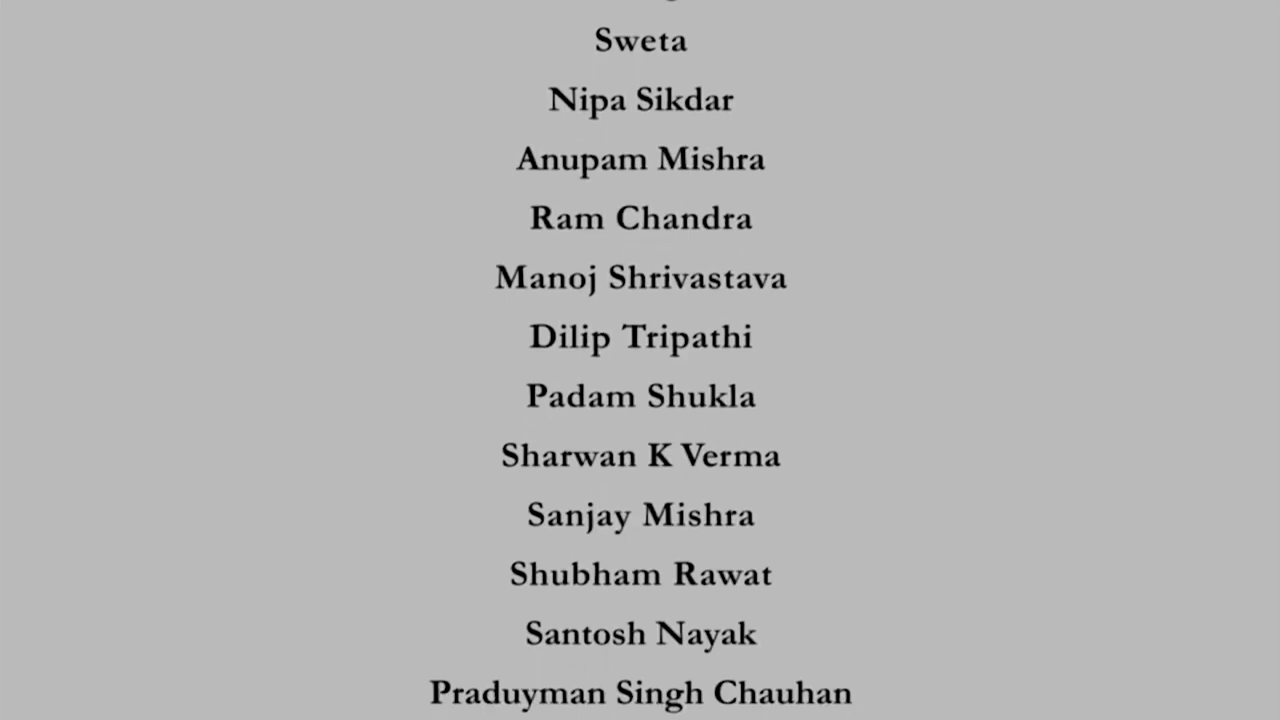 Sweta
Nipa Sikdar
Anupam Mishra
Ram Chandra
Manoj Shrivastava
Dilip Tripathi
Padam Shukla
Sharwan K Verma
Sanjay Mishra
Shubham Rawat
Santosh Nayak
Praduyman Singh Chauhan